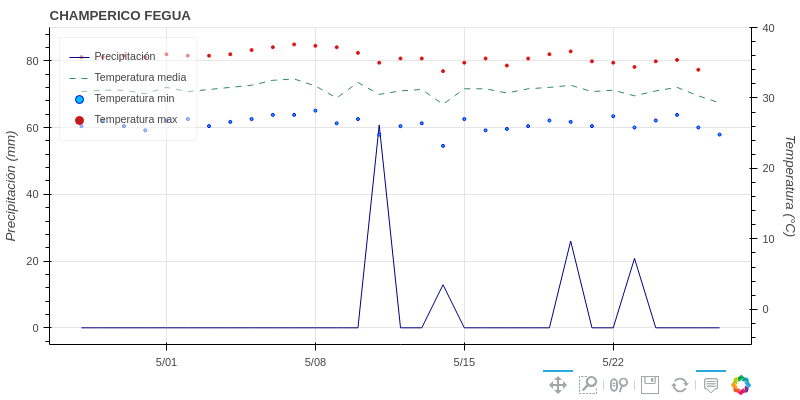 CHAMPERICO FEGUA
Precipitación
Temperatura media
Temperatura min
Temperatura max
Precipitación (mm)
80
60
40
20
0
40
30
20
10
0
Temperatura (°C)
5/01
5/08
5/15
5/22